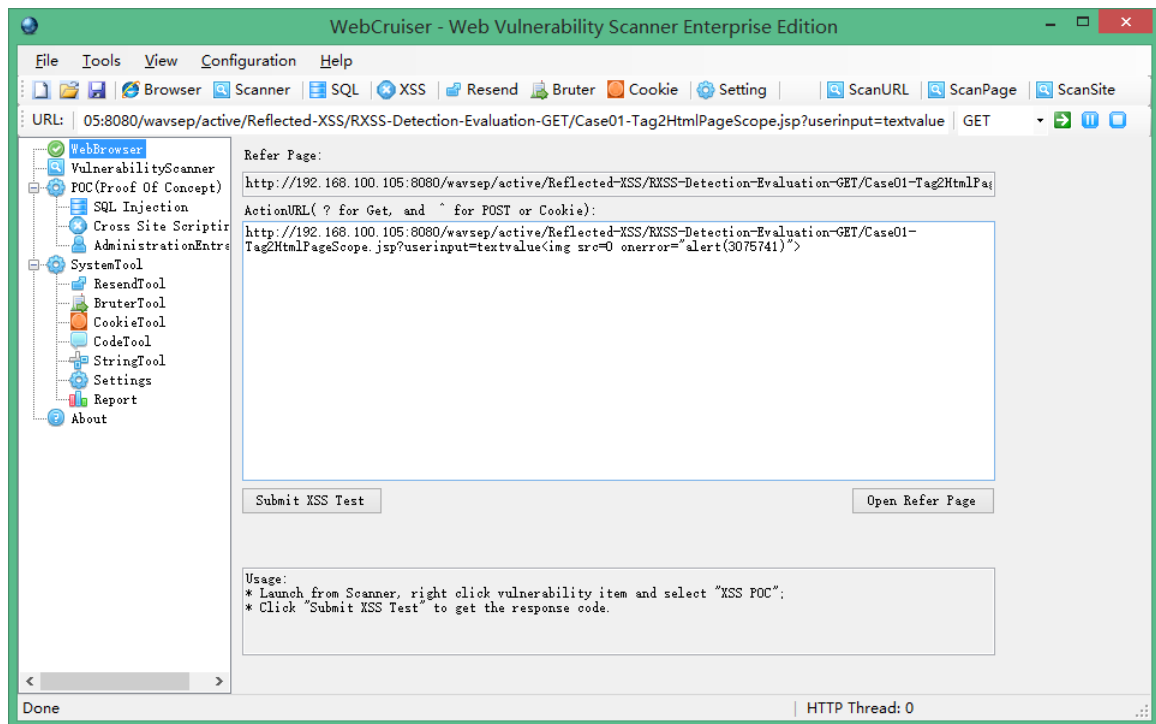 WebCruiser - Web Vulnerability Scanner Enterprise Edition
File Tools View Configuration Help
Browser Scanner SQL XSS Resend Bruter Cookie Setting ScanURL ScanPage ScanSite
URL: 05:8080/wavsep/active/Reflected-XSS/RXSS-Detection-Evaluation-GET/Case01-Tag2HtmlPageScope.jsp?userinput=textvalue GET
WebBrowser
VulnerabilityScanner
POC(Proof Of Concept)
SQL Injection
Cross Site Scriptin
AdministrationEntra
SystemTool
ResendTool
BruterTool
CookieTool
CodeTool
StringTool
Settings
Report
About
Refer Page:
http://192.168.100.105:8080/wavsep/active/Reflected-XSS/RXSS-Detection-Evaluation-GET/Case01-Tag2HtmlPag
ActionURL( ? for Get, and ^ for POST or Cookie):
http://192.168.100.105:8080/wavsep/active/Reflected-XSS/RXSS-Detection-Evaluation-GET/Case01-
Tag2HtmlPageScope.jsp?userinput=textvalue<img src=0 onerror="alert(3075741)">
Submit XSS Test Open Refer Page
Usage:
* Launch from Scanner, right click vulnerability item and select "XSS POC";
* Click "Submit XSS Test" to get the response code.
Done HTTP Thread: 0